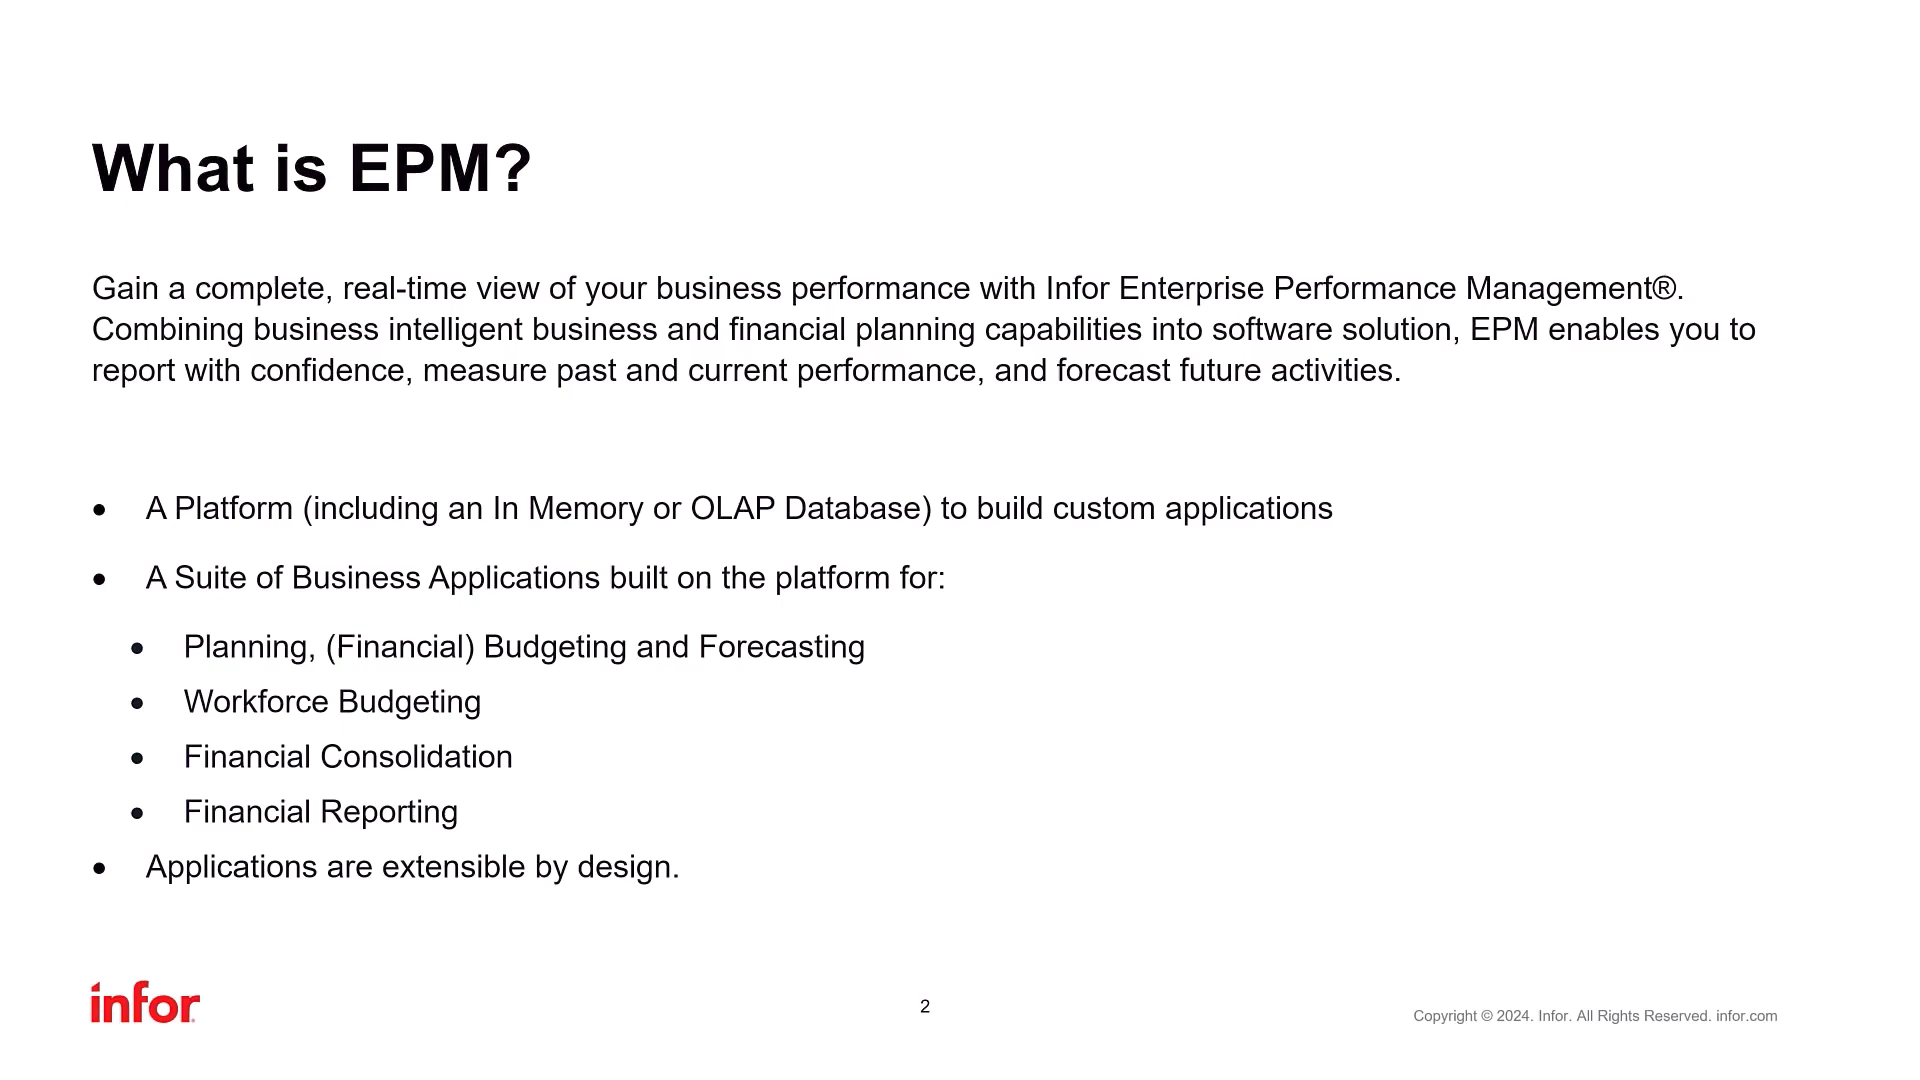 What is EPM?
Gain a complete, real-time view of your business performance with Infor Enterprise Performance Management®.
Combining business intelligent business and financial planning capabilities into software solution, EPM enables you to
report with confidence, measure past and current performance, and forecast future activities.
• A Platform (including an In Memory or OLAP Database) to build custom applications
• A Suite of Business Applications built on the platform for:
• Planning, (Financial) Budgeting and Forecasting
• Workforce Budgeting
• Financial Consolidation
• Financial Reporting
• Applications are extensible by design.
infor
2
Copyright © 2024. Infor. All Rights Reserved. infor.com